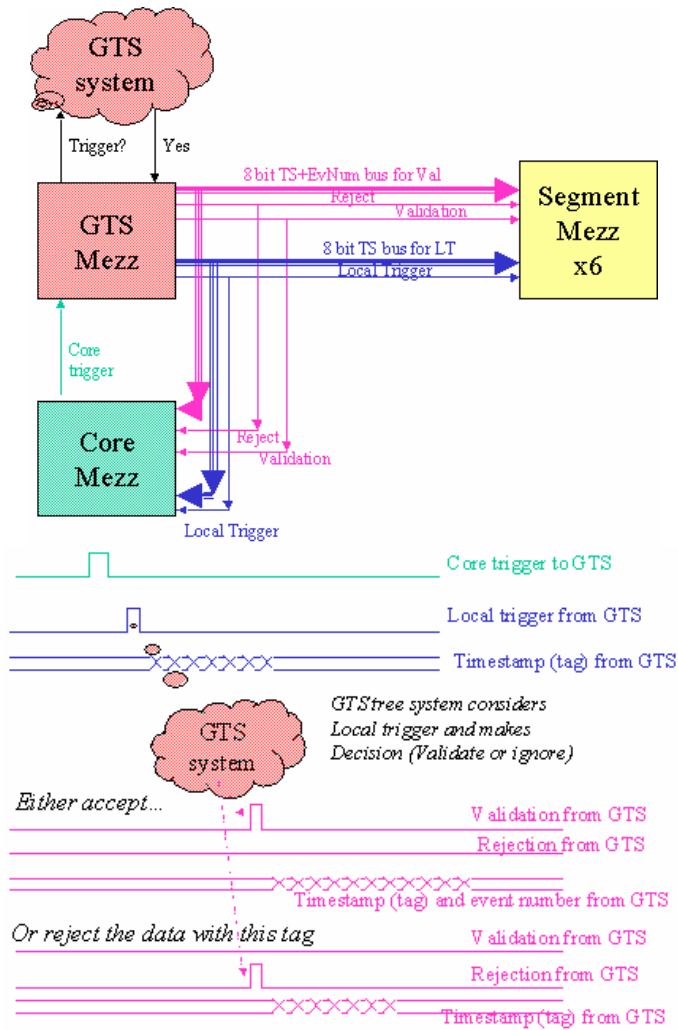 GTS
system
Trigger?
Yes
8 bit TS+EvNum bus for Val
Reject
Validation
GTS
Mezz
Segment
Mezz
x6
8 bit TS bus for LT
Local Trigger
Core
trigger
Core
Mezz
Reject
Validation
Local Trigger
Core trigger to GTS
Local trigger from GTS
Timestamp (tag) from GTS
GTS tree system considers
Local trigger and makes
Decision (Validate or ignore)
GTS
system
Either accept...
Validation from GTS
Rejection from GTS
Timestamp (tag) and event number from GTS
Or reject the data with this tag
Validation from GTS
Rejection from GTS
Timestamp (tag) from GTS